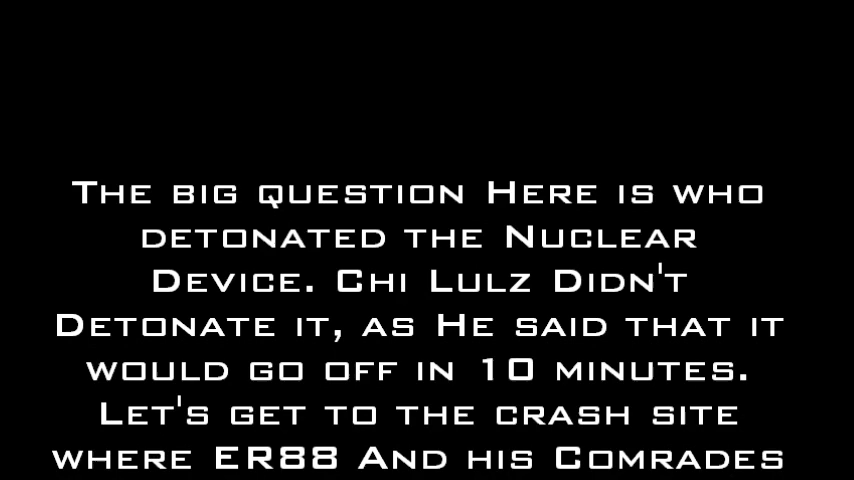 The big question Here is who
detonated the Nuclear
Device. Chi Lulz Didn't
Detonate it, as He said that it
would go off in 10 minutes.
Let's get to the crash site
where ER88 And his Comrades